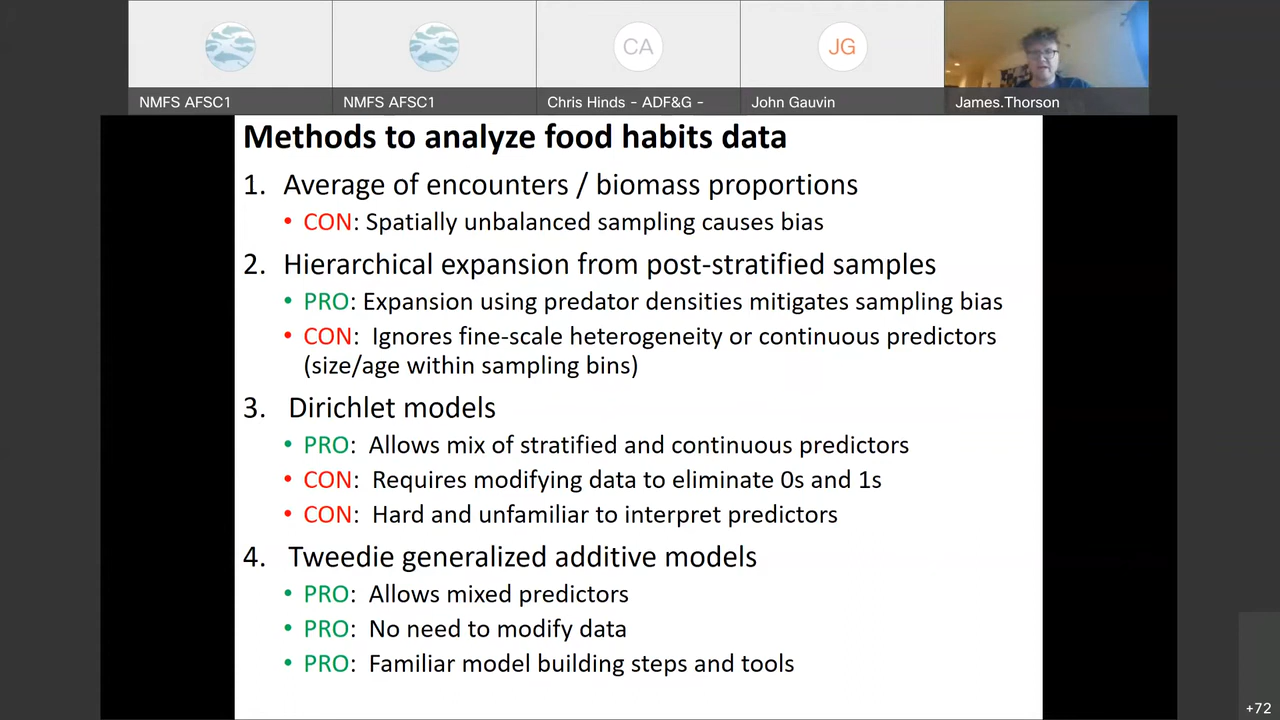 CA
JG
NMFS AFSC1
NMFS AFSC1
Chris Hinds - ADF&G -
John Gauvin
James.Thorson
Methods to analyze food habits data
1. Average of encounters / biomass proportions
• CON: Spatially unbalanced sampling causes bias
2. Hierarchical expansion from post-stratified samples
• PRO: Expansion using predator densities mitigates sampling bias
• CON: Ignores fine-scale heterogeneity or continuous predictors
(size/age within sampling bins)
3. Dirichlet models
• PRO: Allows mix of stratified and continuous predictors
• CON: Requires modifying data to eliminate 0s and 1s
• CON: Hard and unfamiliar to interpret predictors
4. Tweedie generalized additive models
• PRO: Allows mixed predictors
• PRO: No need to modify data
• PRO: Familiar model building steps and tools
+72